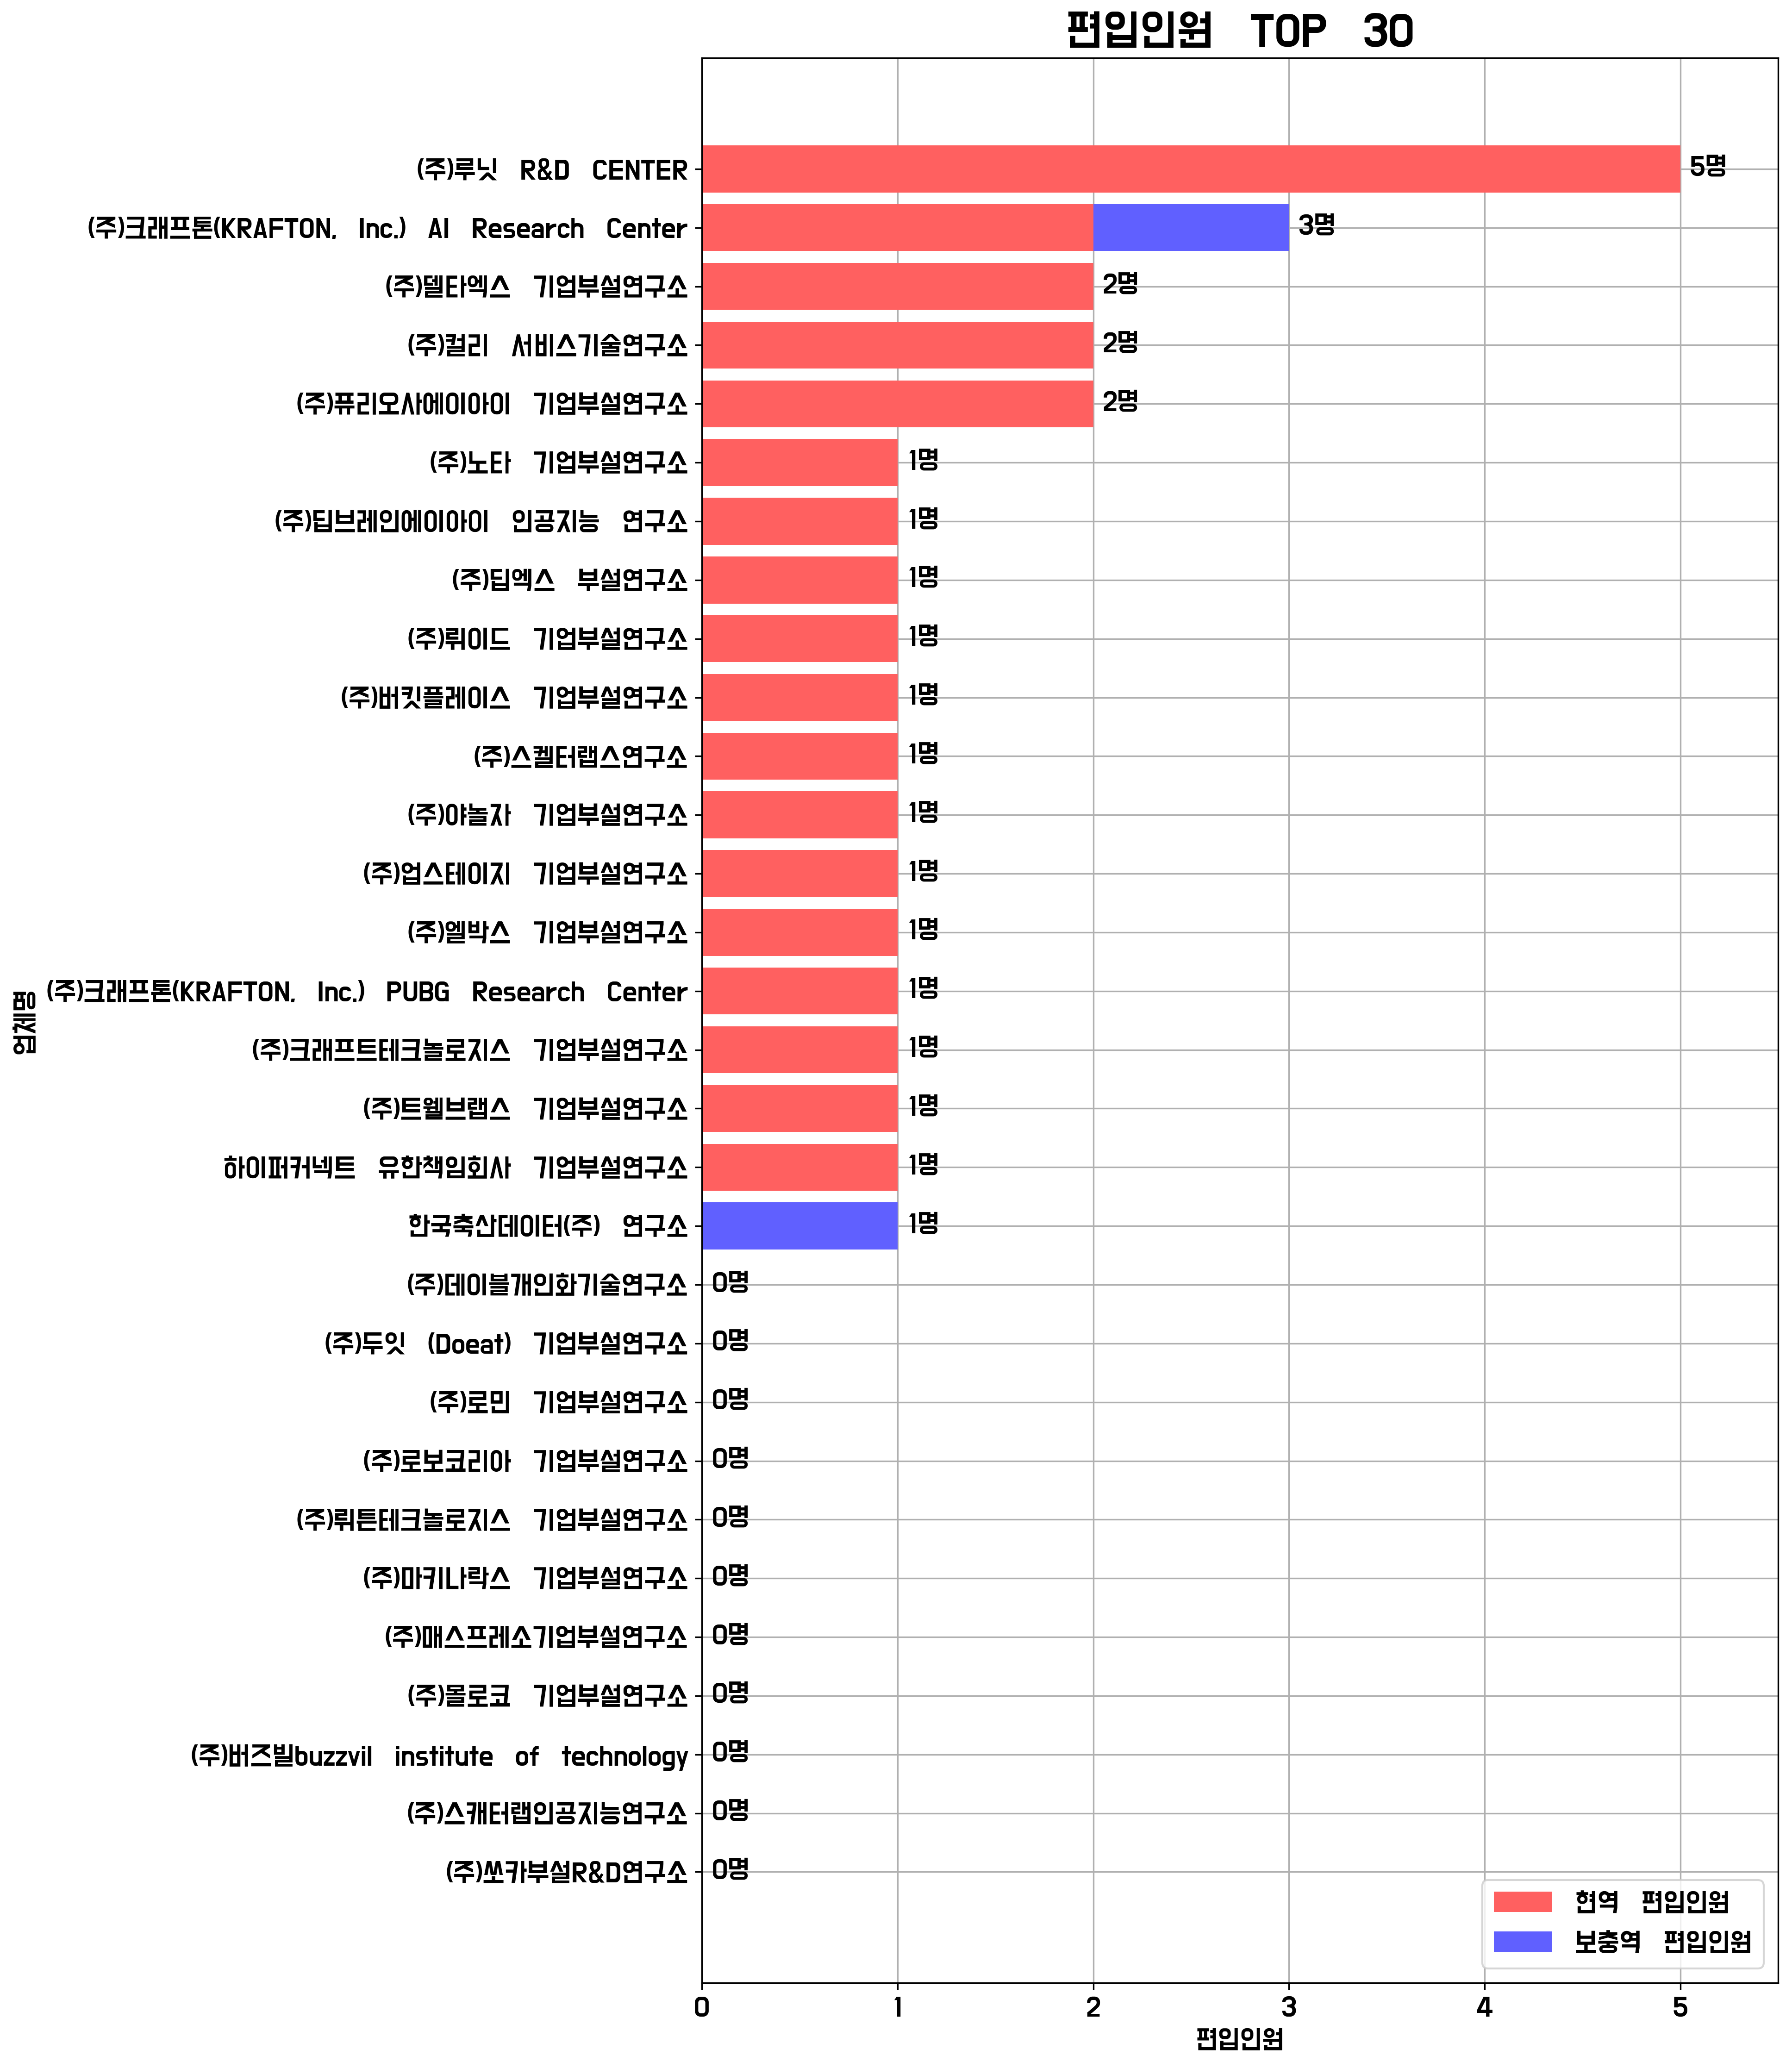 편입인원 TOP 30
(주)루닛 R&D CENTER 5명
(주)크래프톤(KRAFTON, Inc.) AI Research Center 3명
(주)델타엑스 기업부설연구소 2명
(주)컬리 서비스기술연구소 2명
(주)퓨리오사에이아이 기업부설연구소 2명
(주)노타 기업부설연구소 1명
(주)딥브레인에이아이 인공지능 연구소 1명
(주)딥엑스 부설연구소 1명
(주)뤼이드 기업부설연구소 1명
(주)버킷플레이스 기업부설연구소 1명
(주)스켈터랩스연구소 1명
(주)야놀자 기업부설연구소 1명
(주)업스테이지 기업부설연구소 1명
(주)엘박스 기업부설연구소 1명
(주)크래프톤(KRAFTON, Inc.) PUBG Research Center 1명
(주)크래프트테크놀로지스 기업부설연구소 1명
(주)트웰브랩스 기업부설연구소 1명
하이퍼커넥트 유한책임회사 기업부설연구소 1명
한국축산데이터(주) 연구소 1명
(주)데이블개인화기술연구소 0명
(주)두잇 (Doeat) 기업부설연구소 0명
(주)로민 기업부설연구소 0명
(주)로보코리아 기업부설연구소 0명
(주)뤼튼테크놀로지스 기업부설연구소 0명
(주)마키나락스 기업부설연구소 0명
(주)매스프레소기업부설연구소 0명
(주)몰로코 기업부설연구소 0명
(주)버즈빌buzzvil institute of technology 0명
(주)스캐터랩인공지능연구소 0명
(주)쏘카부설R&D연구소 0명
업체명
현역 편입인원
보충역 편입인원
0 1 2 3 4 5
편입인원